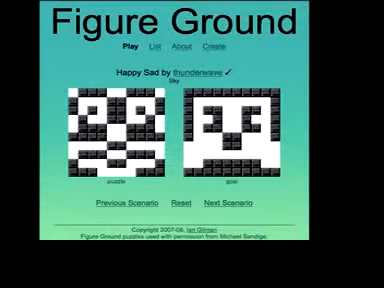 Figure Ground
Play List About Create
Happy Sad by thunderwave ✓
Sky
puzzle goal
Previous Scenario Reset Next Scenario
Copyright 2007-08, Ian Gilman
Figure Ground puzzles used with permission from Michael Sandige.